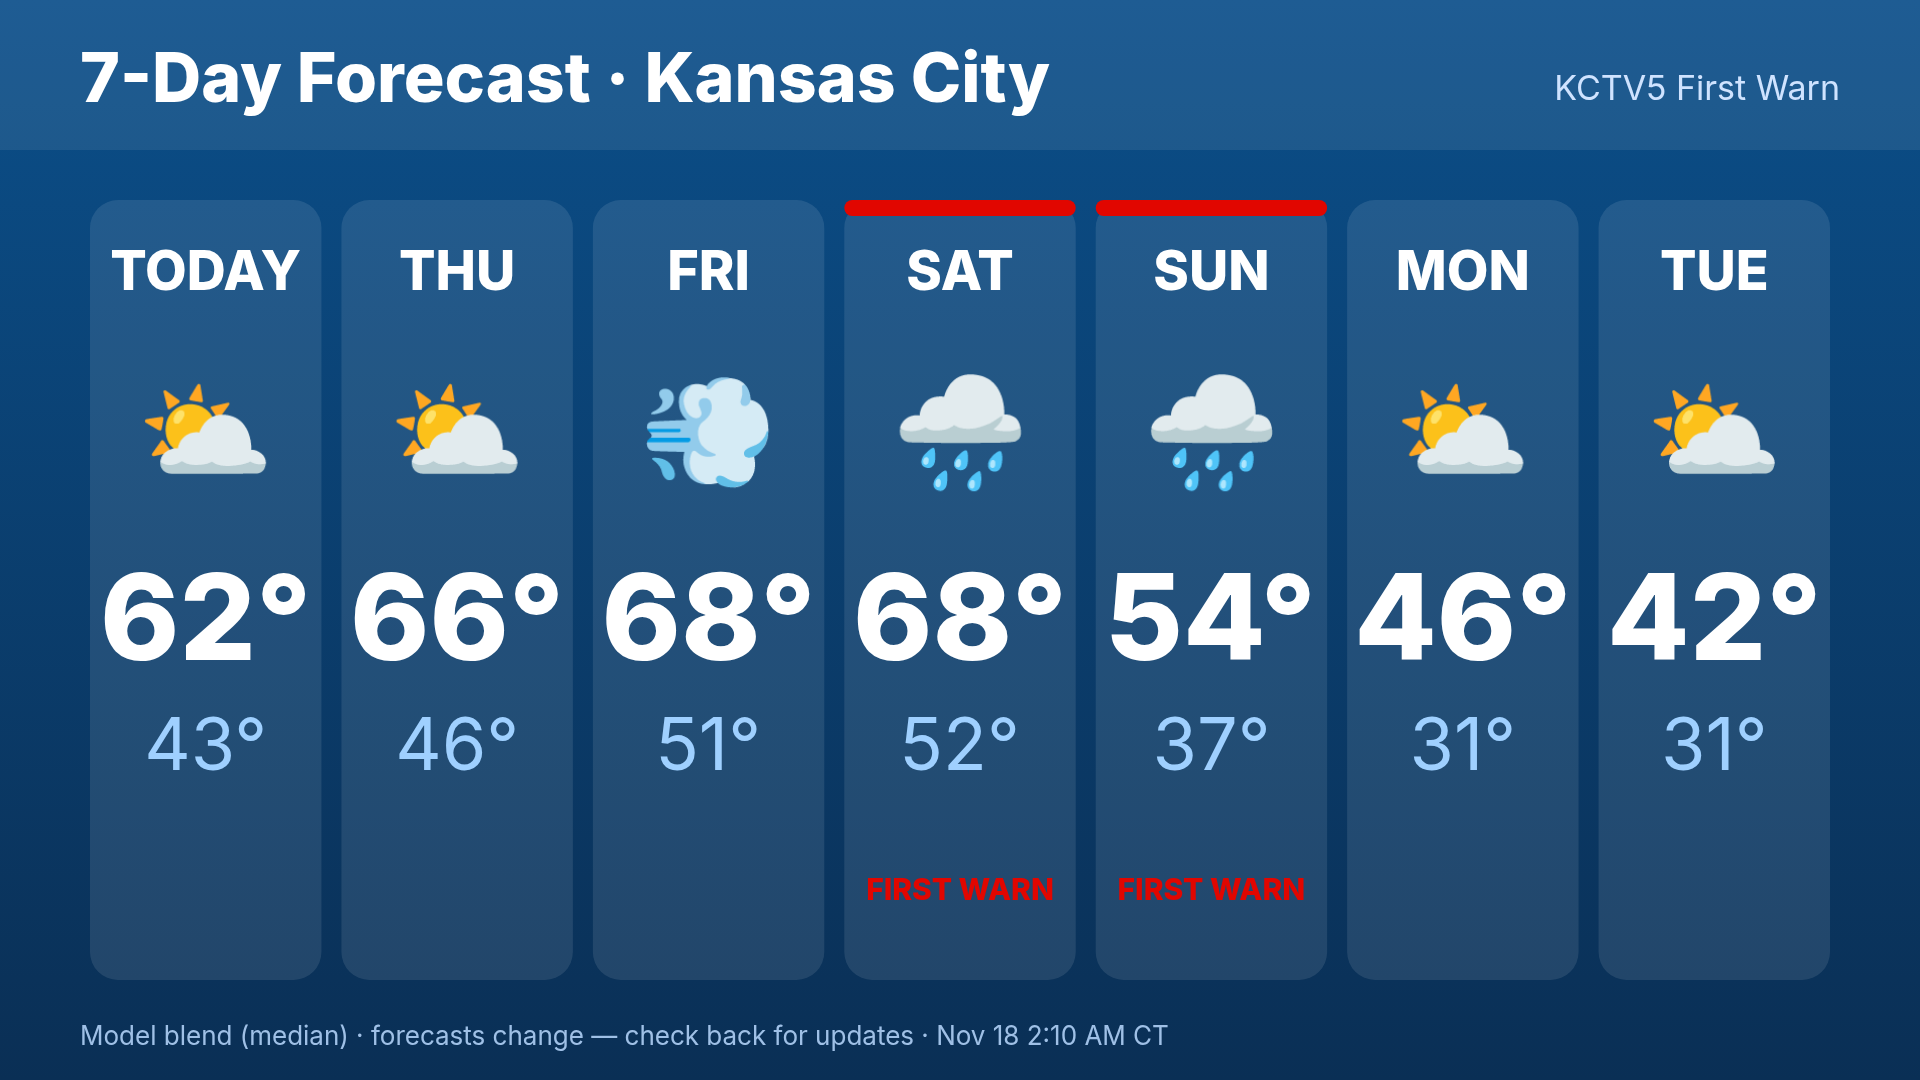 7-Day Forecast · Kansas City
KCTV5 First Warn
TODAY THU FRI SAT SUN MON TUE
62° 66° 68° 68° 54° 46° 42°
43° 46° 51° 52° 37° 31° 31°
FIRST WARN FIRST WARN
Model blend (median) · forecasts change — check back for updates · Nov 18 2:10 AM CT